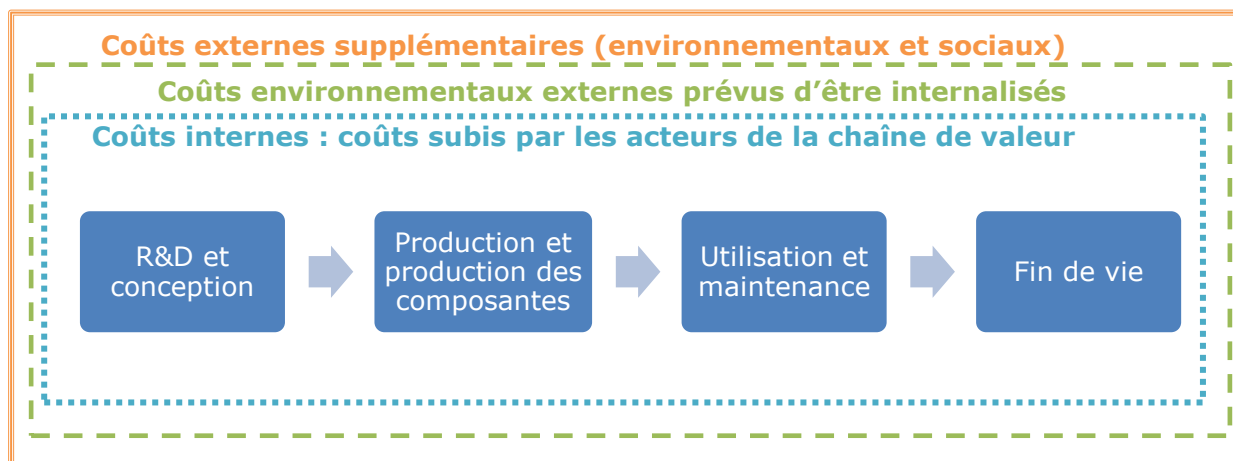 Coûts externes supplémentaires (environnementaux et sociaux)
Coûts environnementaux externes prévus d’être internalisés
Coûts internes : coûts subis par les acteurs de la chaîne de valeur
R&D et
conception
Production et
production des
composantes
Utilisation et
maintenance
Fin de vie